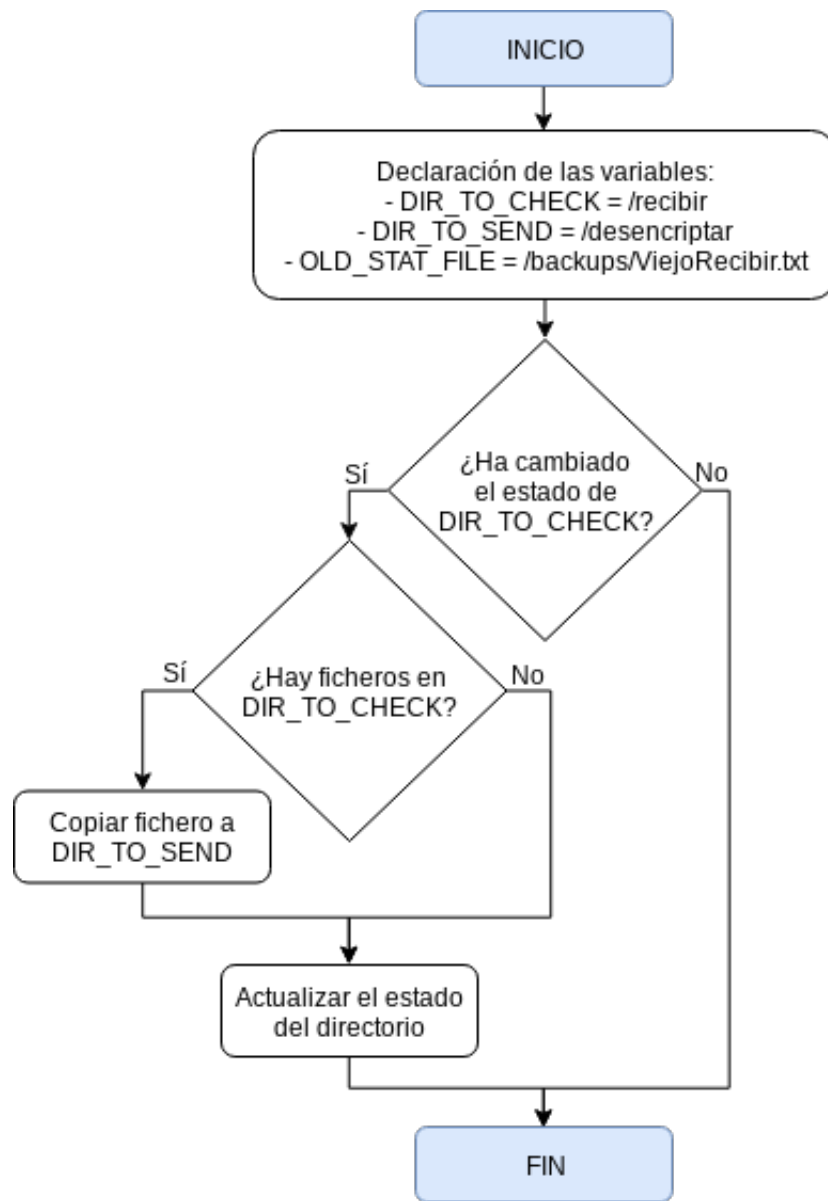 INICIO
Declaración de las variables:
- DIR_TO_CHECK = /recibir
- DIR_TO_SEND = /desencriptar
- OLD_STAT_FILE = /backups/ViejoRecibir.txt
¿Ha cambiado
el estado de
DIR_TO_CHECK?
Sí
No
¿Hay ficheros en
DIR_TO_CHECK?
Sí
No
Copiar fichero a
DIR_TO_SEND
Actualizar el estado
del directorio
FIN